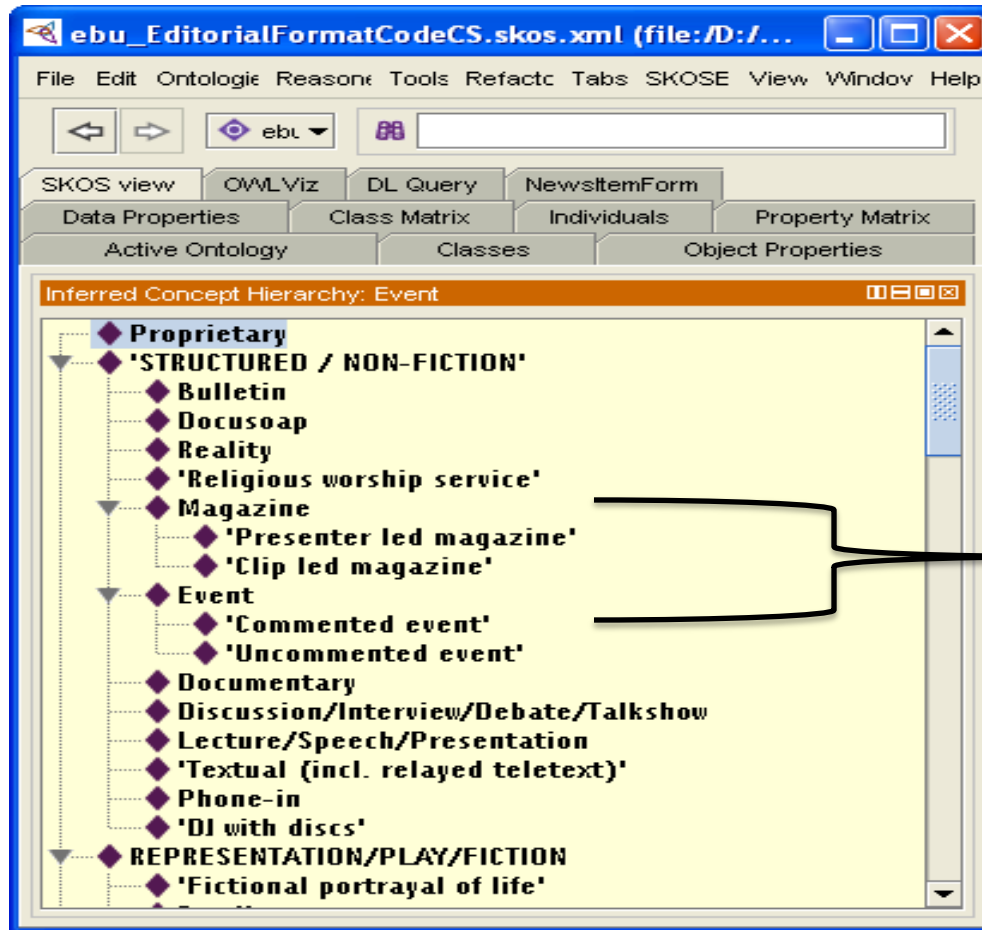 ebu_EditorialFormatCodeCS.skos.xml (file:/D:/...
File Edit Ontologie Reasone Tools Refactc Tabs SKOSE View Windov Help
ebu
SKOS view OWLViz DL Query NewsItemForm
Data Properties Class Matrix Individuals Property Matrix
Active Ontology Classes Object Properties
Inferred Concept Hierarchy: Event
Proprietary
'STRUCTURED / NON-FICTION'
Bulletin
Docusoap
Reality
'Religious worship service'
Magazine
'Presenter led magazine'
'Clip led magazine'
Event
'Commented event'
'Uncommented event'
Documentary
Discussion/Interview/Debate/Talkshow
Lecture/Speech/Presentation
'Textual (incl. relayed teletext)'
Phone-in
'DJ with discs'
REPRESENTATION/PLAY/FICTION
'Fictional portrayal of life'